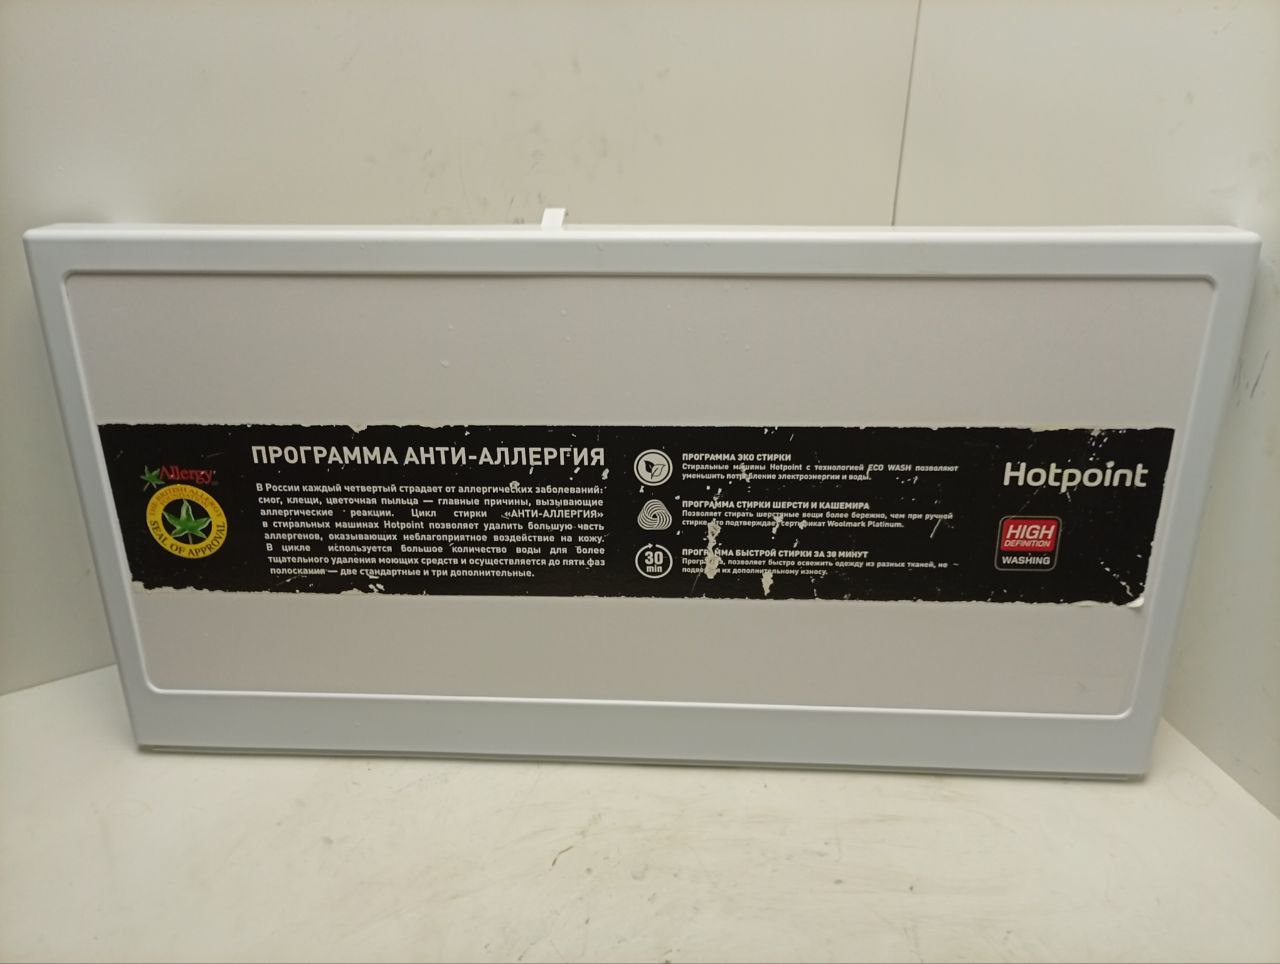 Allergy
THE BRITISH ALLERGY
FOUNDATION
SEAL OF APPROVAL
ПРОГРАММА АНТИ-АЛЛЕРГИЯ
В России каждый четвертый страдает от аллергических заболеваний:
смог, клещи, цветочная пыльца — главные причины, вызывающие
аллергические реакции. Цикл стирки «АНТИ-АЛЛЕРГИЯ»
в стиральных машинах Hotpoint позволяет удалить большую часть
аллергенов, оказывающих неблагоприятное воздействие на кожу.
В цикле используется большое количество воды для более
тщательного удаления моющих средств и осуществляется до пяти фаз
полоскания — две стандартные и три дополнительные.
ПРОГРАММА ЭКО СТИРКИ
Стиральные машины Hotpoint с технологией ECO WASH позволяют
уменьшить потребление электроэнергии и воды.
ПРОГРАММА СТИРКИ ШЕРСТИ И КАШЕМИРА
Позволяет стирать шерстяные вещи более бережно, чем при ручной
стирке. Это подтверждает сертификат Woolmark Platinum.
30
min
ПРОГРАММА БЫСТРОЙ СТИРКИ ЗА 30 МИНУТ
позволяет быстро освежить одежду из разных тканей, не
их дополнительному износу.
Hotpoint
HIGH
DEFINITION
WASHING